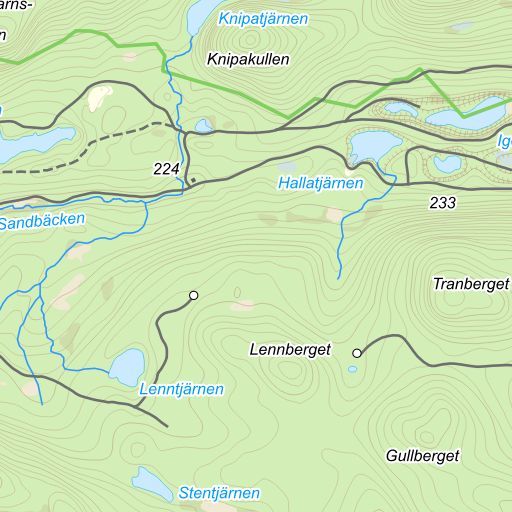 Knipatjärnen
Knipakullen
224
Hallatjärnen
233
Sandbäcken
Tranberget
Lennberget
Lenntjärnen
Gullberget
Stentjärnen